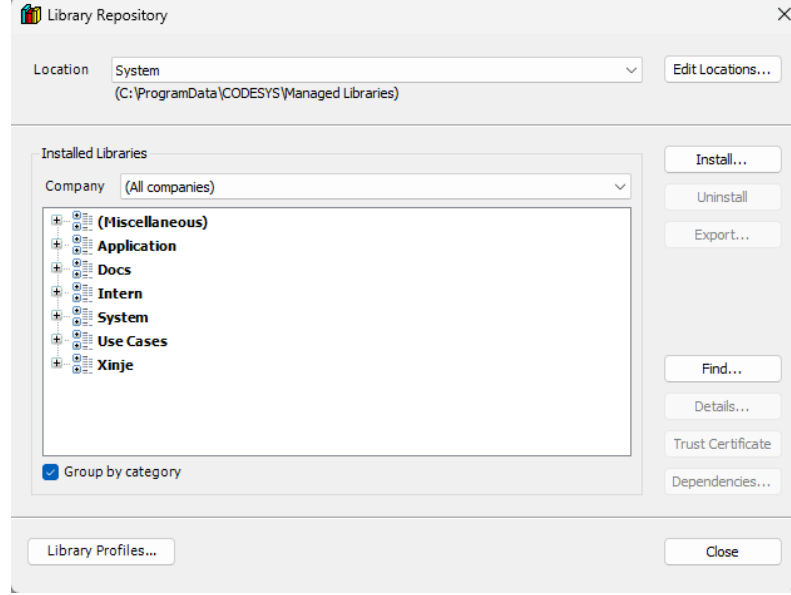 Library Repository
Location System Edit Locations...
(C:\ProgramData\CODESYS\Managed Libraries)
Installed Libraries
Install...
Company (All companies)
Uninstall
(Miscellaneous)
Export...
Application
Docs
Intern
System
Use Cases
Xinje
Find...
Details...
Trust Certificate
Group by category
Dependencies...
Library Profiles... Close